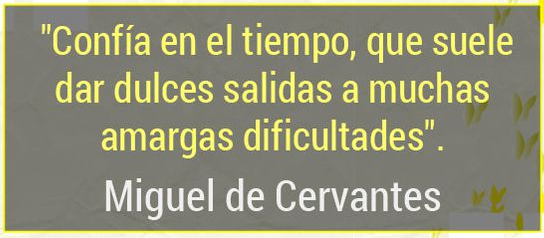 "Confía en el tiempo, que suele
dar dulces salidas a muchas
amargas dificultades".
Miguel de Cervantes